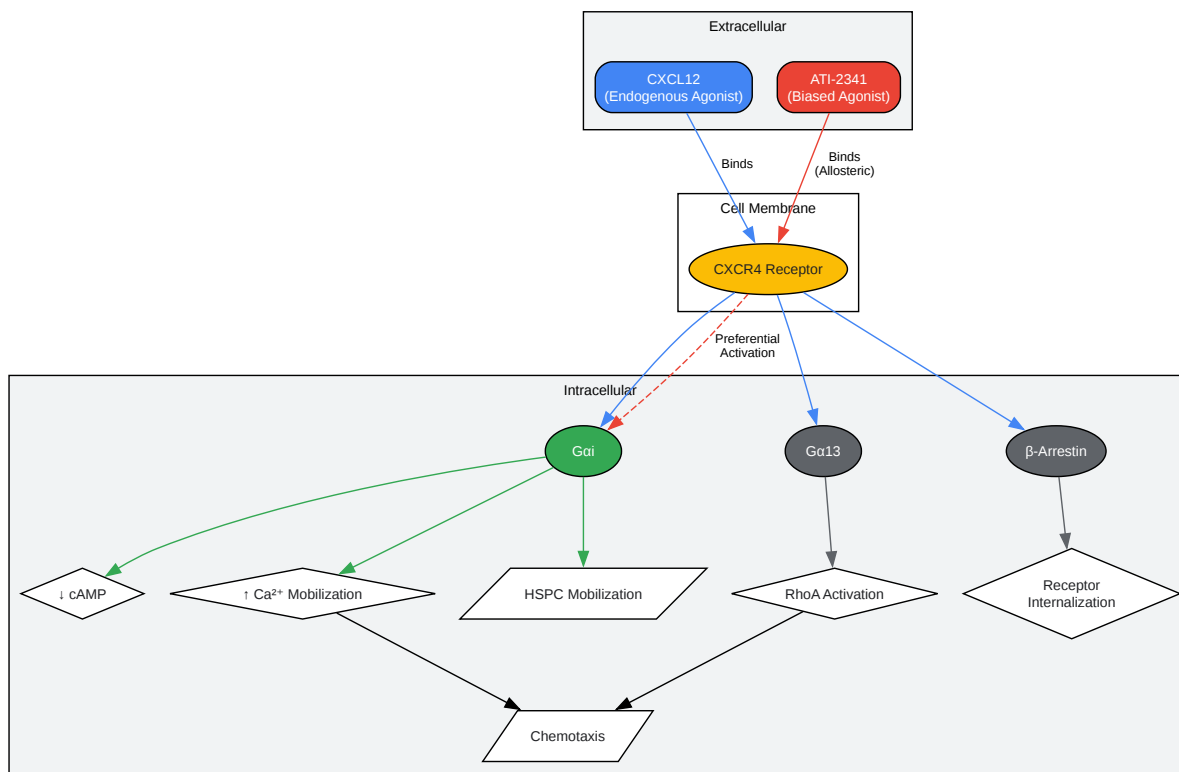 Extracellular
CXCL12
(Endogenous Agonist)
ATI-2341
(Biased Agonist)
Binds
Binds
(Allosteric)
Cell Membrane
CXCR4 Receptor
Preferential
Activation
Intracellular
Gαi
Gα13
β-Arrestin
↓ cAMP
↑ Ca²⁺ Mobilization
HSPC Mobilization
RhoA Activation
Receptor
Internalization
Chemotaxis